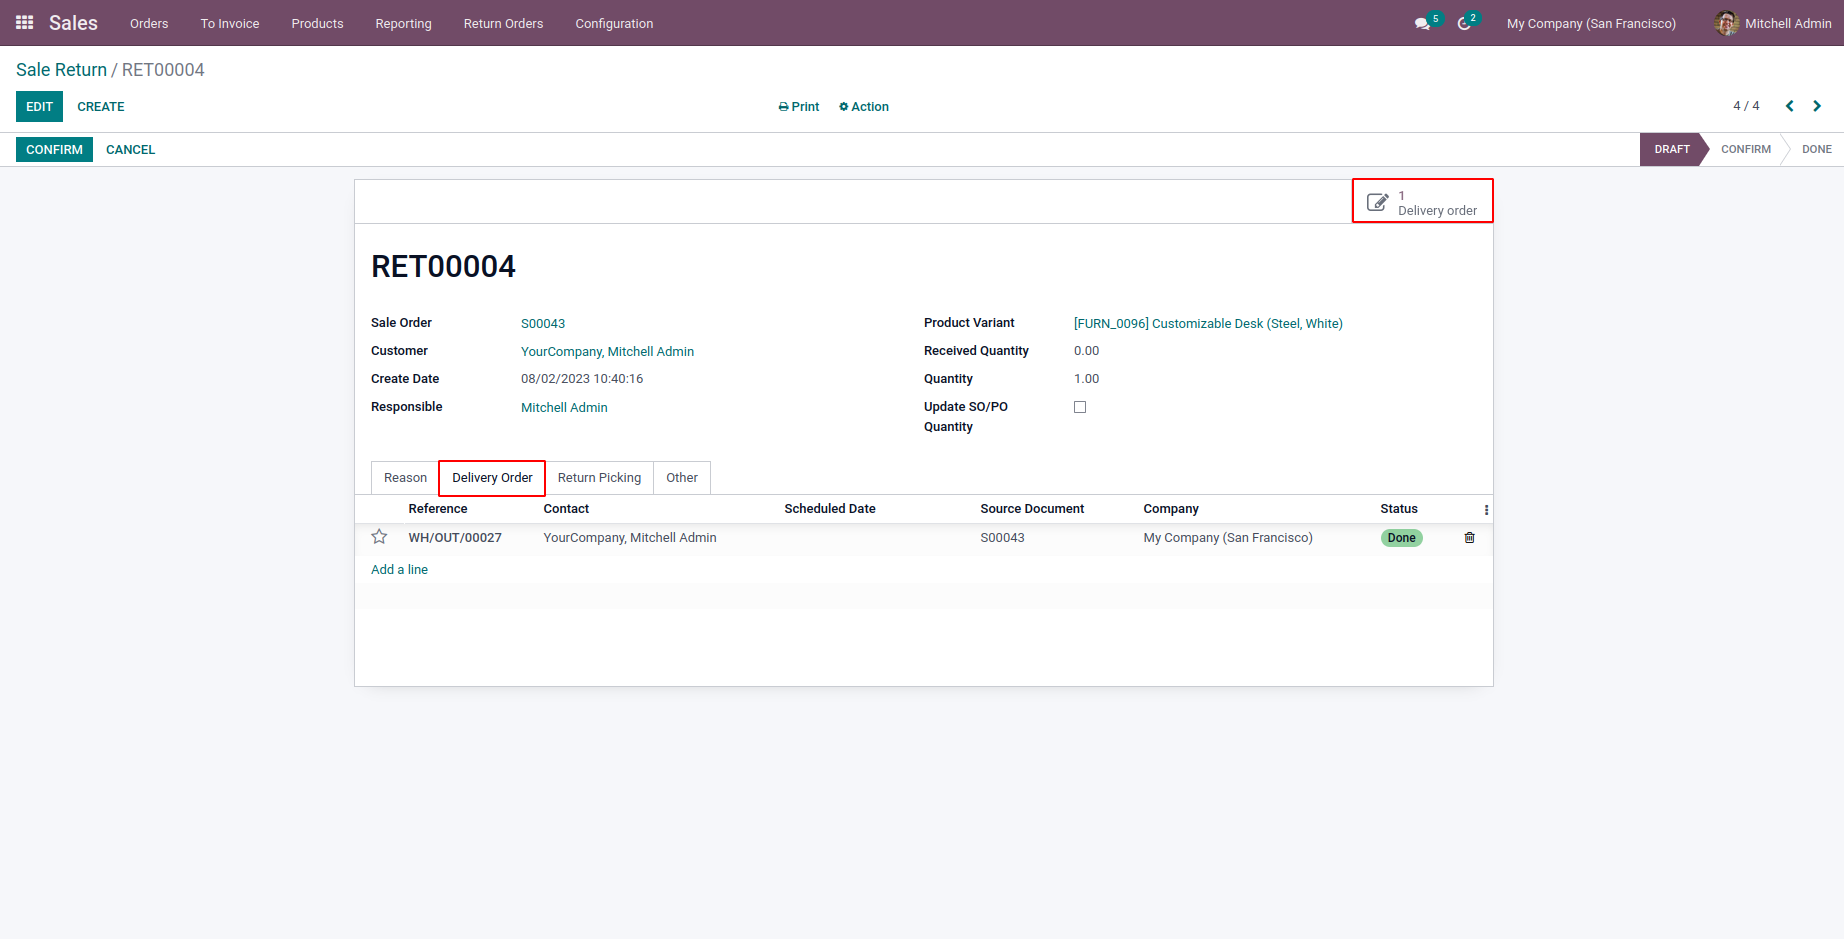 Sales Orders To Invoice Products Reporting Return Orders Configuration 5 2 My Company (San Francisco) Mitchell Admin
Sale Return / RET00004
EDIT CREATE Print Action 4 / 4
CONFIRM CANCEL DRAFT CONFIRM DONE
1
Delivery order
RET00004
Sale Order S00043
Customer YourCompany, Mitchell Admin
Create Date 08/02/2023 10:40:16
Responsible Mitchell Admin
Product Variant [FURN_0096] Customizable Desk (Steel, White)
Received Quantity 0.00
Quantity 1.00
Update SO/PO
Quantity
Reason Delivery Order Return Picking Other
Reference Contact Scheduled Date Source Document Company Status
WH/OUT/00027 YourCompany, Mitchell Admin S00043 My Company (San Francisco) Done
Add a line